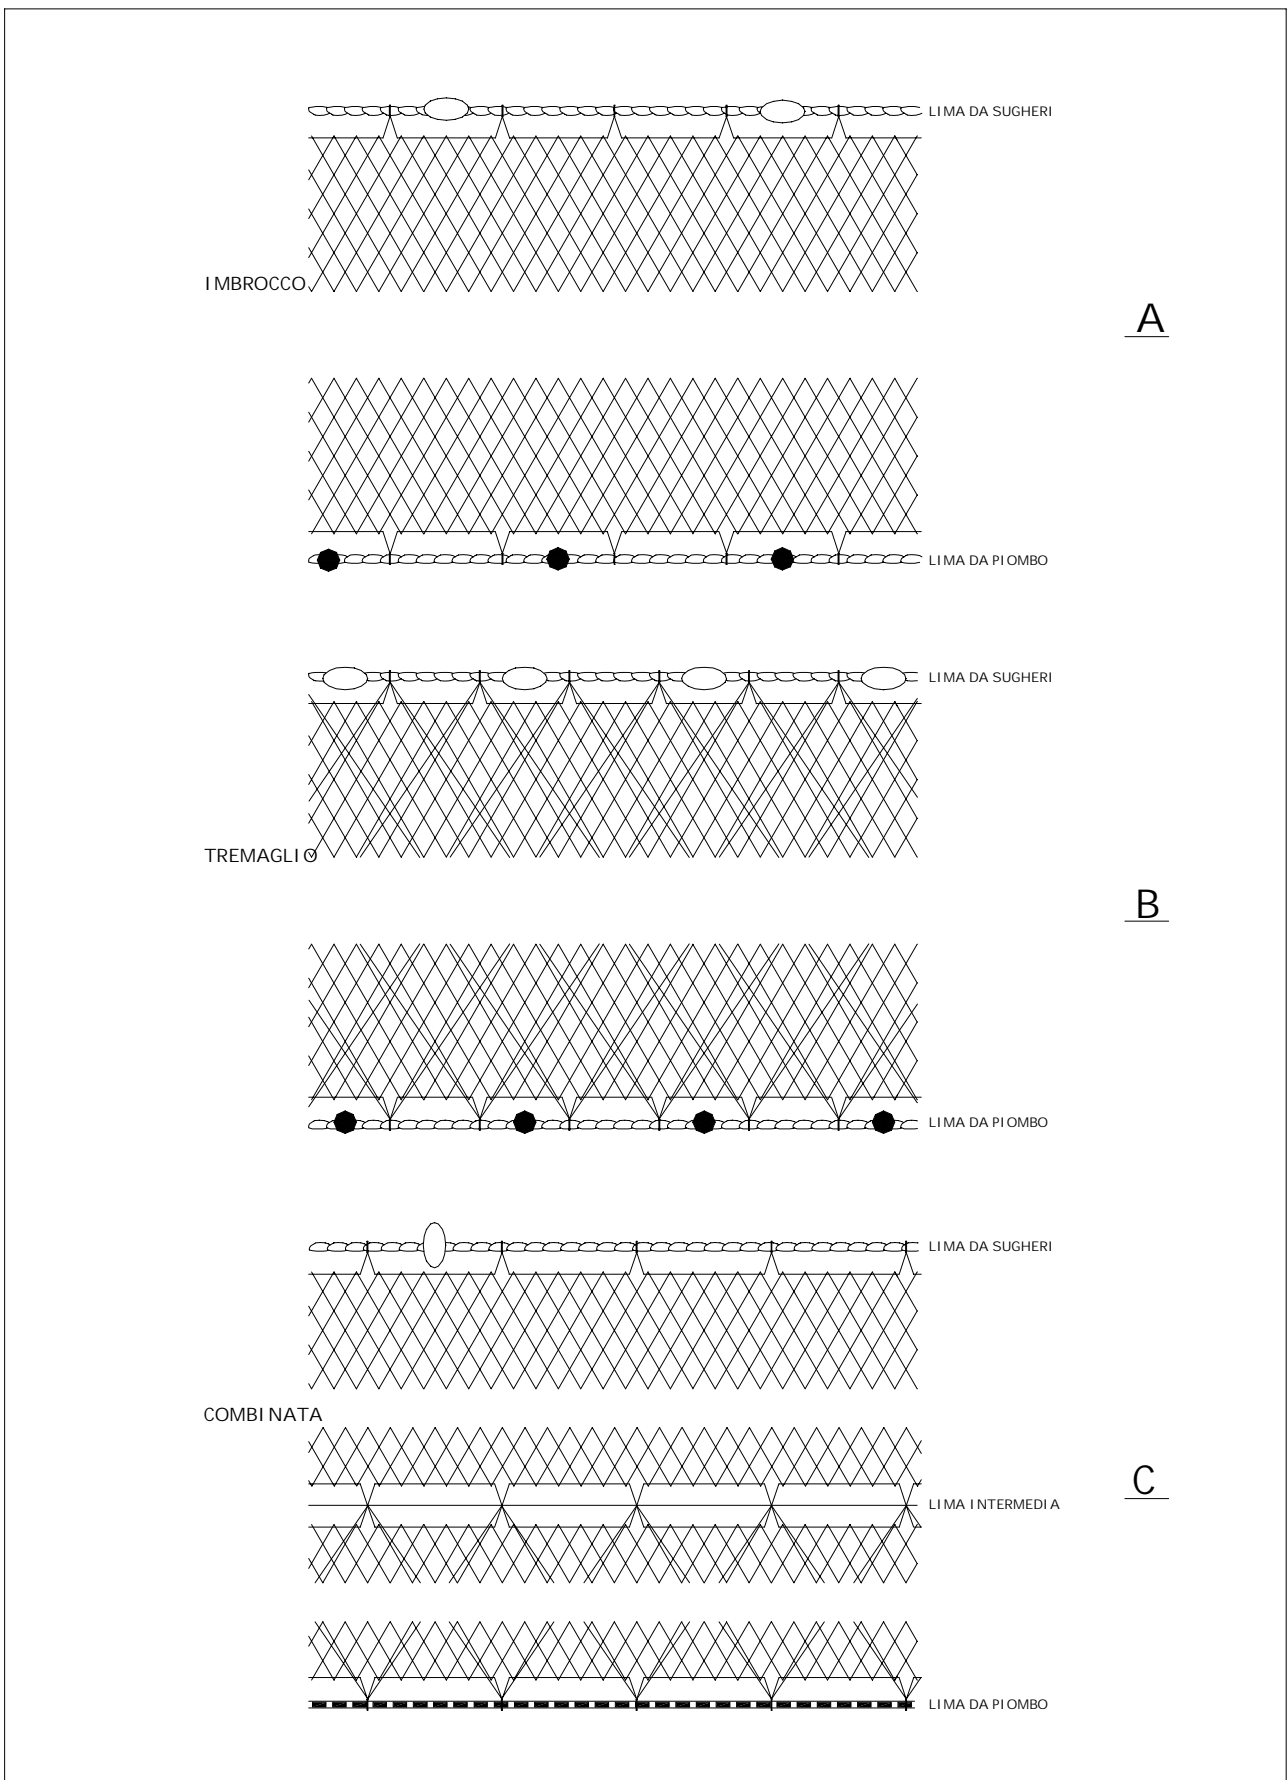 LIMA DA SUGHERI
IMBROCCO
A
LIMA DA PIOMBO
LIMA DA SUGHERI
TREMAGLIO
B
LIMA DA PIOMBO
LIMA DA SUGHERI
COMBINATA
C
LIMA INTERMEDIA
LIMA DA PIOMBO